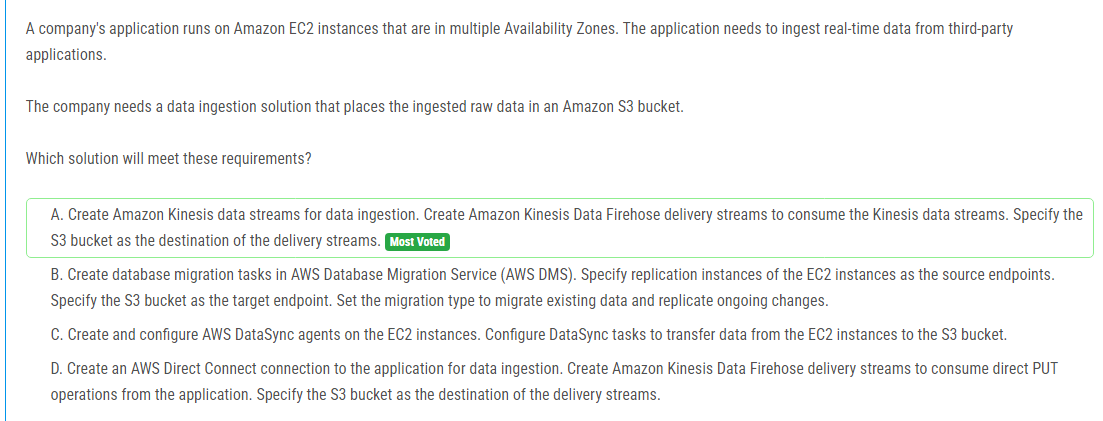 A company's application runs on Amazon EC2 instances that are in multiple Availability Zones. The application needs to ingest real-time data from third-party
applications.
The company needs a data ingestion solution that places the ingested raw data in an Amazon S3 bucket.
Which solution will meet these requirements?
A. Create Amazon Kinesis data streams for data ingestion. Create Amazon Kinesis Data Firehose delivery streams to consume the Kinesis data streams. Specify the
S3 bucket as the destination of the delivery streams. Most Voted
B. Create database migration tasks in AWS Database Migration Service (AWS DMS). Specify replication instances of the EC2 instances as the source endpoints.
Specify the S3 bucket as the target endpoint. Set the migration type to migrate existing data and replicate ongoing changes.
C. Create and configure AWS DataSync agents on the EC2 instances. Configure DataSync tasks to transfer data from the EC2 instances to the S3 bucket.
D. Create an AWS Direct Connect connection to the application for data ingestion. Create Amazon Kinesis Data Firehose delivery streams to consume direct PUT
operations from the application. Specify the S3 bucket as the destination of the delivery streams.